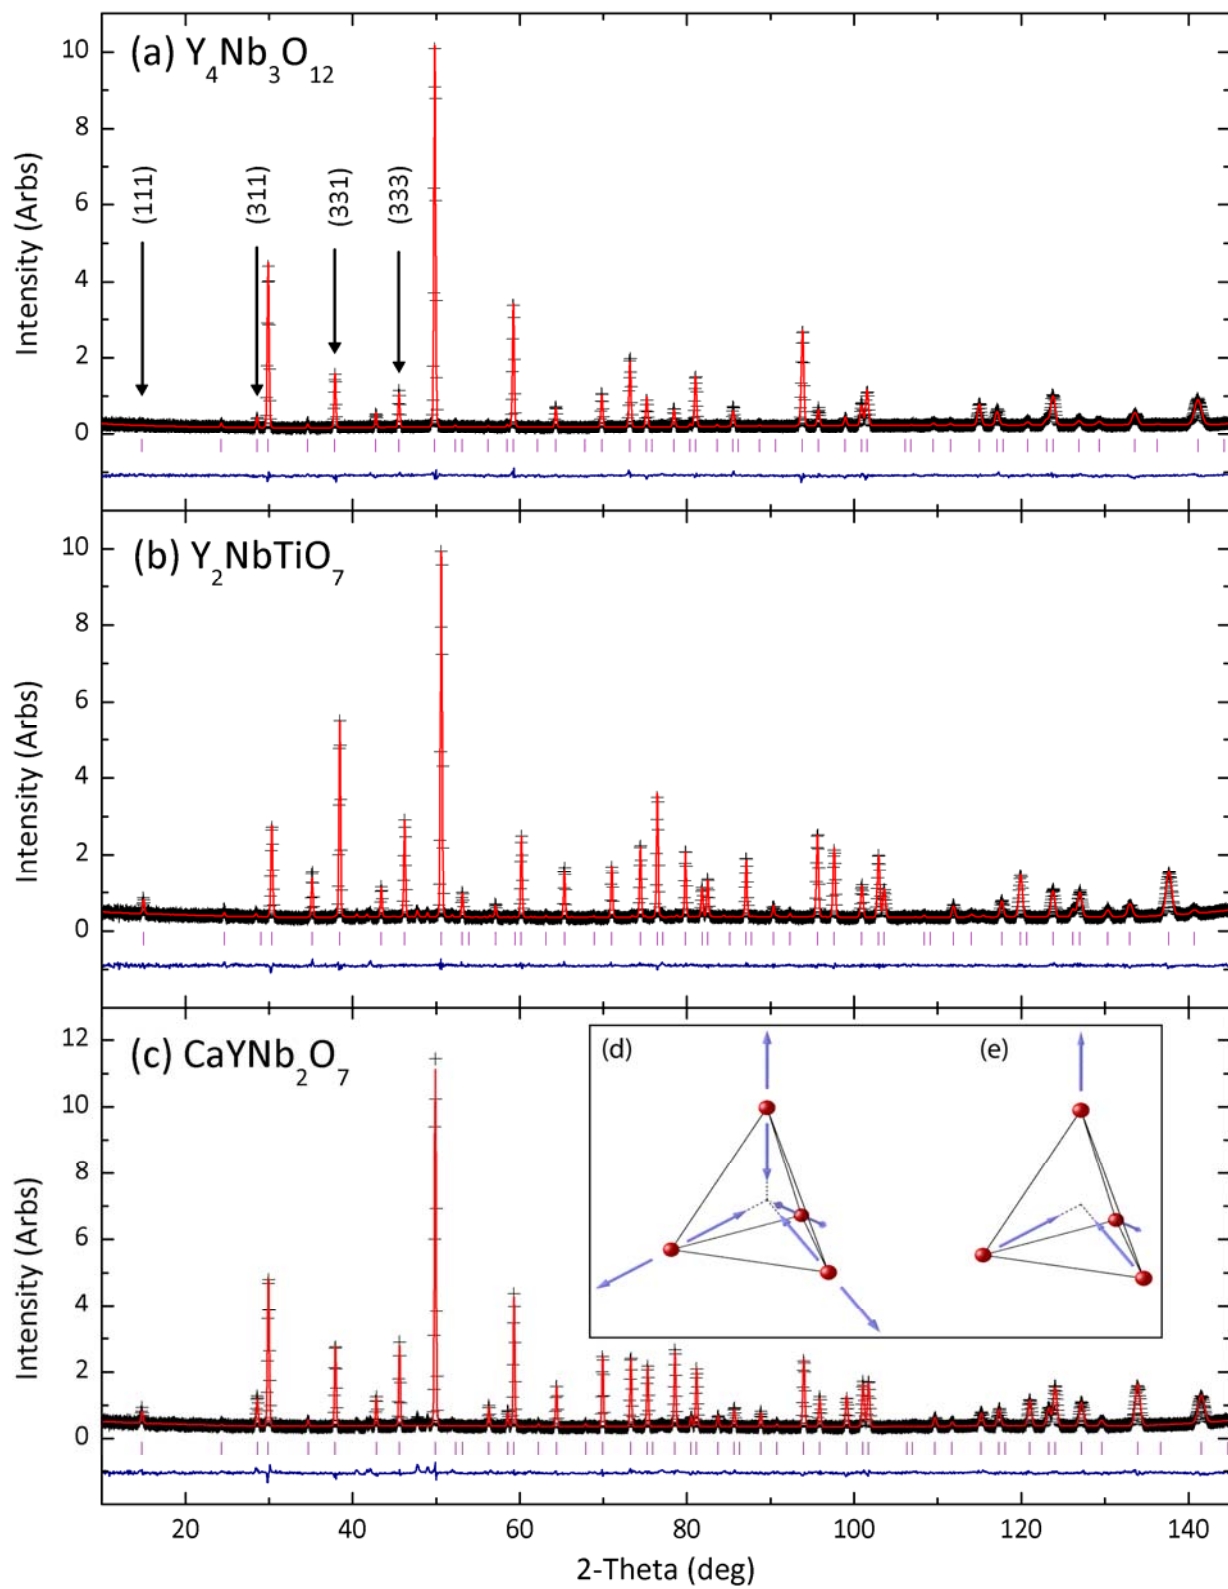 (a) Y₄Nb₃O₁₂
Intensity (Arbs)
10
8
6
4
2
0
(111)
(311)
(331)
(333)
(b) Y₂NbTiO₇
Intensity (Arbs)
10
8
6
4
2
0
(c) CaYNb₂O₇
Intensity (Arbs)
12
10
8
6
4
2
0
(d)
(e)
20 40 60 80 100 120 140
2-Theta (deg)